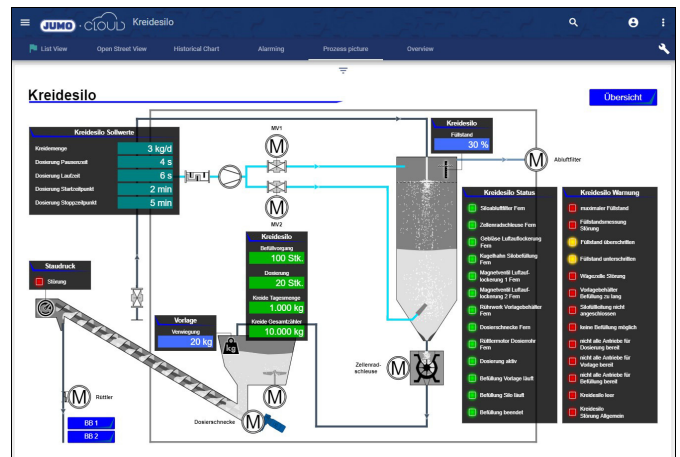 JUMO CLOUD Kreidesilo
List View Open Street View Historical Chart Alarming Prozess picture Overview
Kreidesilo
Übersicht
Kreidesilo Sollwerte
Kreidemenge 3 kg/d
Dosierung Pausenzeit 4 s
Dosierung Laufzeit 6 s
Dosierung Startzeitpunkt 2 min
Dosierung Stoppzeitpunkt 5 min
MV1
M
M
MV2
Kreidesilo
Füllstand
30 %
M
Abluftfilter
Kreidesilo
Befüllvorgang
100 Stk.
Dosierung
20 Stk.
Kreide Tagesmenge
1.000 kg
Kreide Gesamtzähler
10.000 kg
Staudruck
Störung
Vorlage
Verwiegung
20 kg
kg
M
Rüttler
BB 1
BB 2
Dosierschnecke
M
M
Zellenrad-
schleuse
M
Kreidesilo Status
Siloabluftfilter Fern
Zellenradschleuse Fern
Gebläse Luftauflockerung
Fern
Kugelhahn Silobefüllung
Fern
Magnetventil Luftauf-
lockerung 1 Fern
Magnetventil Luftauf-
lockerung 2 Fern
Rührwerk Vorlagebehälter
Fern
Dosierschnecke Fern
Rüttlermotor Dosierrohr
Fern
Dosierung aktiv
Befüllung Vorlage läuft
Befüllung Silo läuft
Befüllung beendet
Kreidesilo Warnung
maximaler Füllstand
Füllstandsmessung
Störung
Füllstand überschritten
Füllstand unterschritten
Wägezelle Störung
Vorlagebehälter
Befüllung zu lang
Silofüllleitung nicht
angeschlossen
keine Befüllung möglich
nicht alle Antriebe für
Dosierung bereit
nicht alle Antriebe für
Vorlage bereit
nicht alle Antriebe für
Befüllung bereit
Kreidesilo leer
Kreidesilo
Störung Allgemein